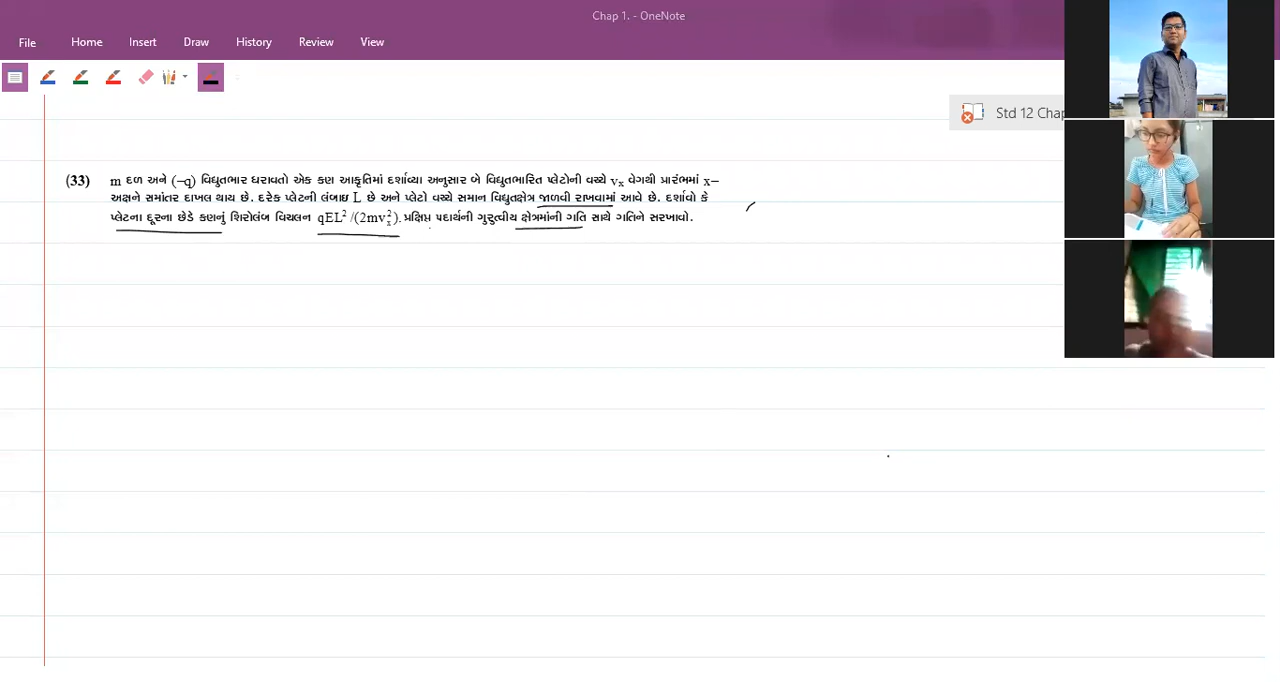 Chap 1. - OneNote
File Home Insert Draw History Review View
Std 12 Chap
(33) m દળ અને (–q) વિદ્યુતભાર ધરાવતો એક કણ આકૃતિમાં દર્શાવ્યા અનુસાર બે વિદ્યુતભારિત પ્લેટોની વચ્ચે vₓ વેગથી પ્રારંભમાં x–
અક્ષને સમાંતર દાખલ થાય છે. દરેક પ્લેટની લંબાઇ L છે અને પ્લેટો વચ્ચે સમાન વિદ્યુતક્ષેત્ર જાળવી રાખવામાં આવે છે. દર્શાવો કે
પ્લેટના દૂરના છેડે કણનું શિરોલંબ વિચલન qEL²/(2mvₓ²). પ્રક્ષિપ્ત પદાર્થની ગુરુત્વીય ક્ષેત્રમાંની ગતિ સાથે ગતિને સરખાવો.